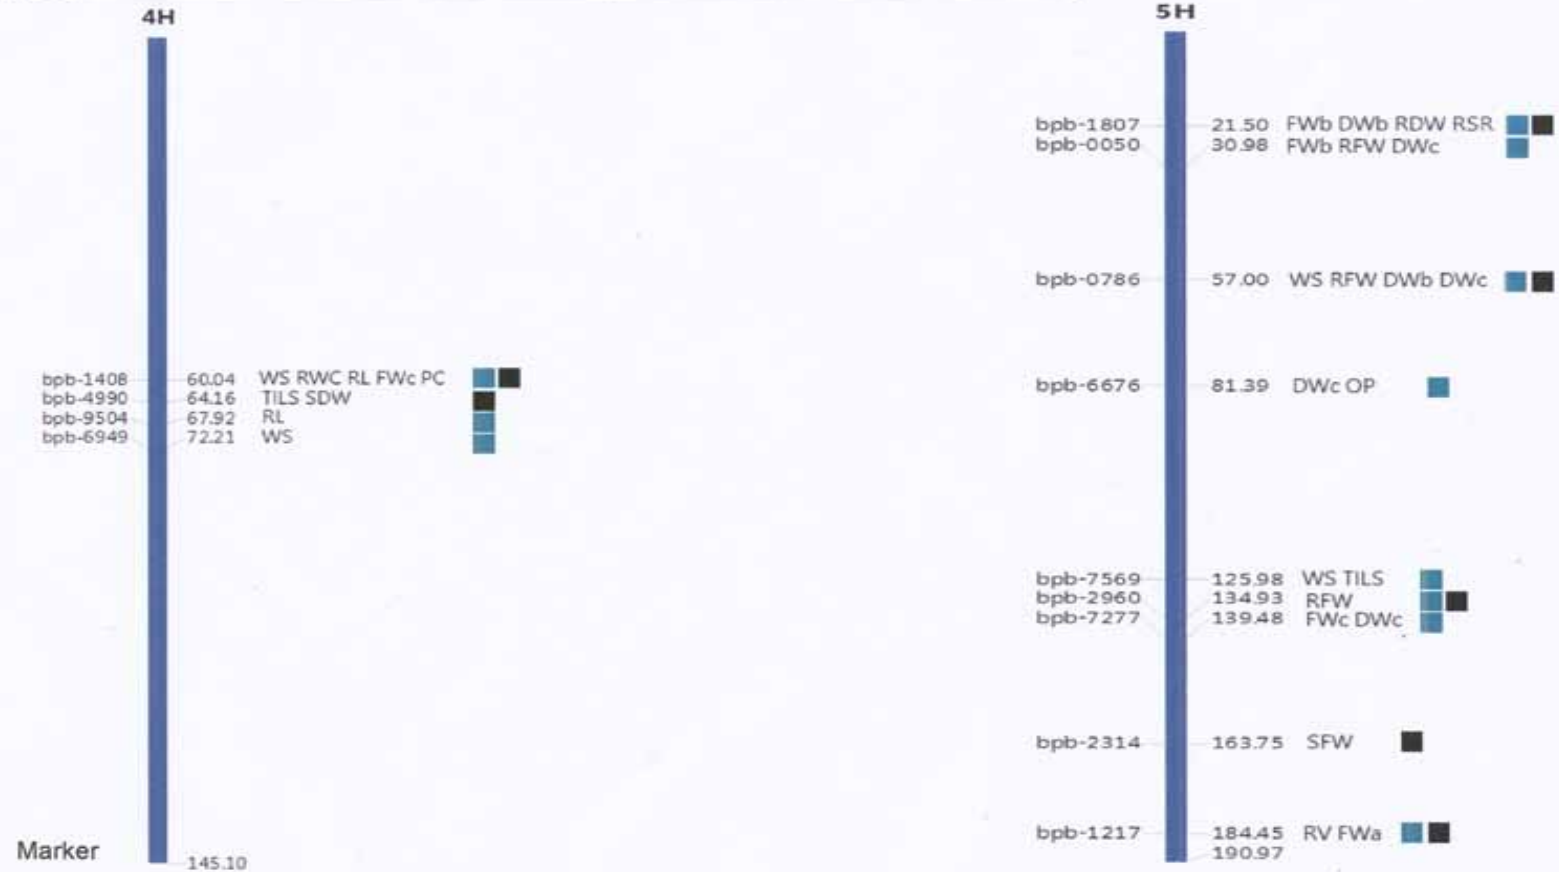 4H
bpb-1408 60.04 WS RWC RL FWc PC
bpb-4990 64.16 TILS SDW
bpb-9504 67.92 RL
bpb-6949 72.21 WS
Marker
145.10
5H
bpb-1807 21.50 FWb DWb RDW RSR
bpb-0050 30.98 FWb RFW DWc
bpb-0786 57.00 WS RFW DWb DWc
bpb-6676 81.39 DWc OP
bpb-7569 125.98 WS TILS
bpb-2960 134.93 RFW
bpb-7277 139.48 FWc DWc
bpb-2314 163.75 SFW
bpb-1217 184.45 RV FWa
190.97